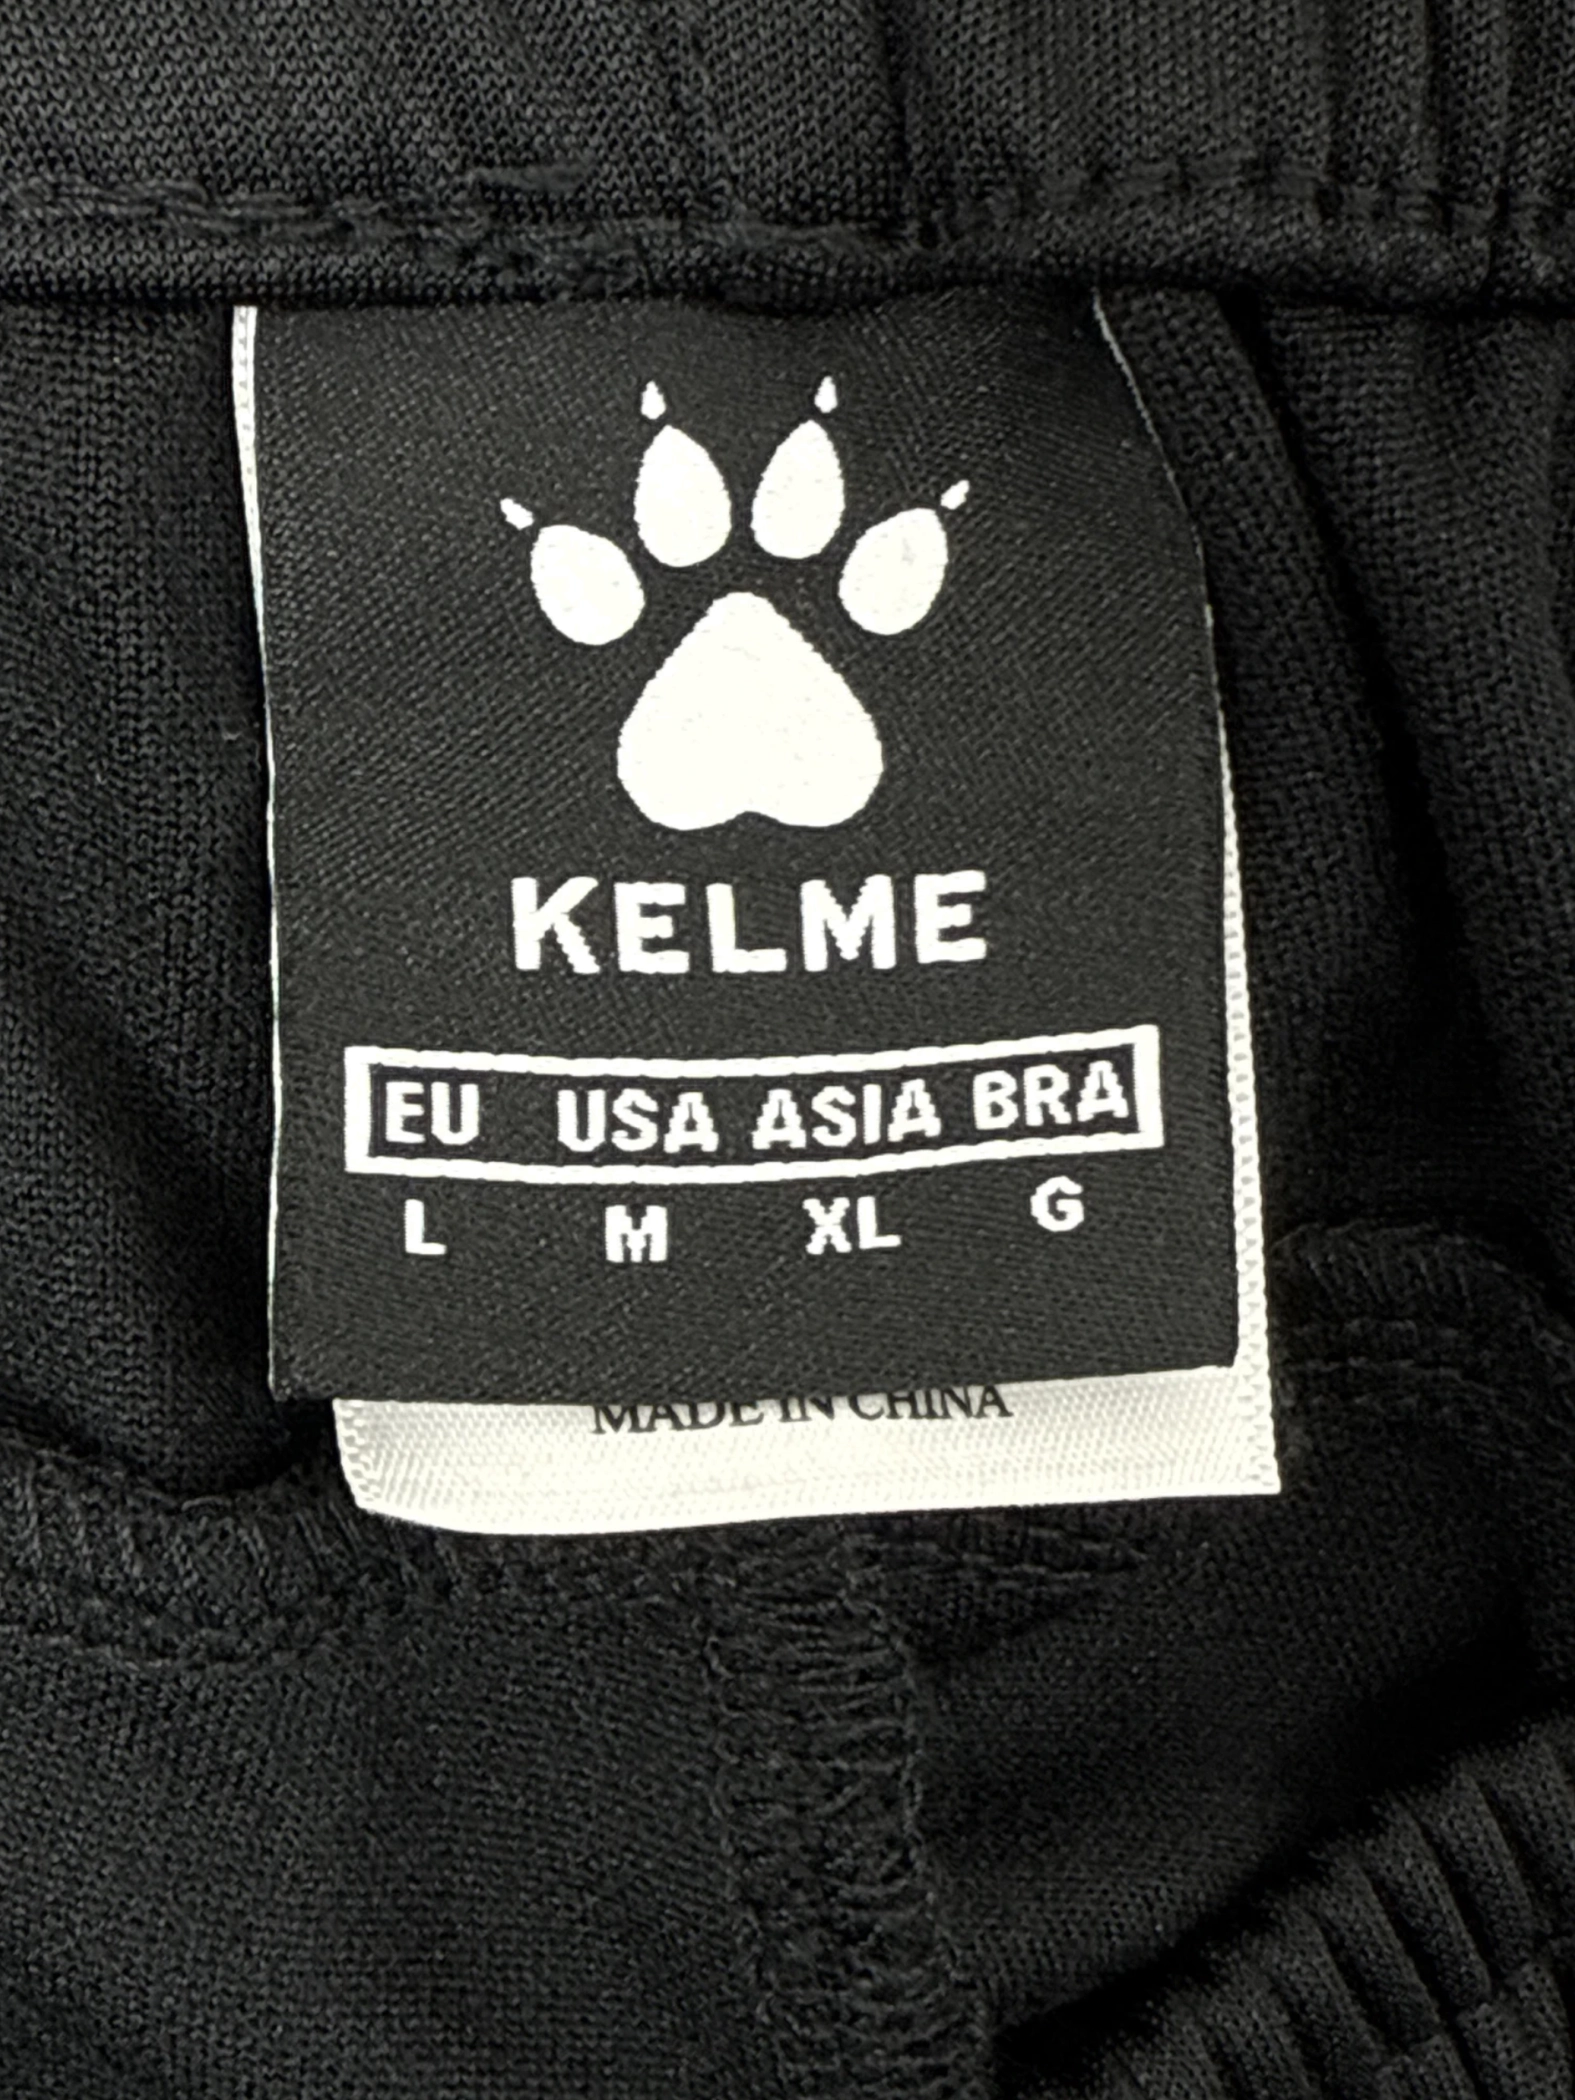 KELME
EU USA ASIA BRA
L M XL G
MADE IN CHINA